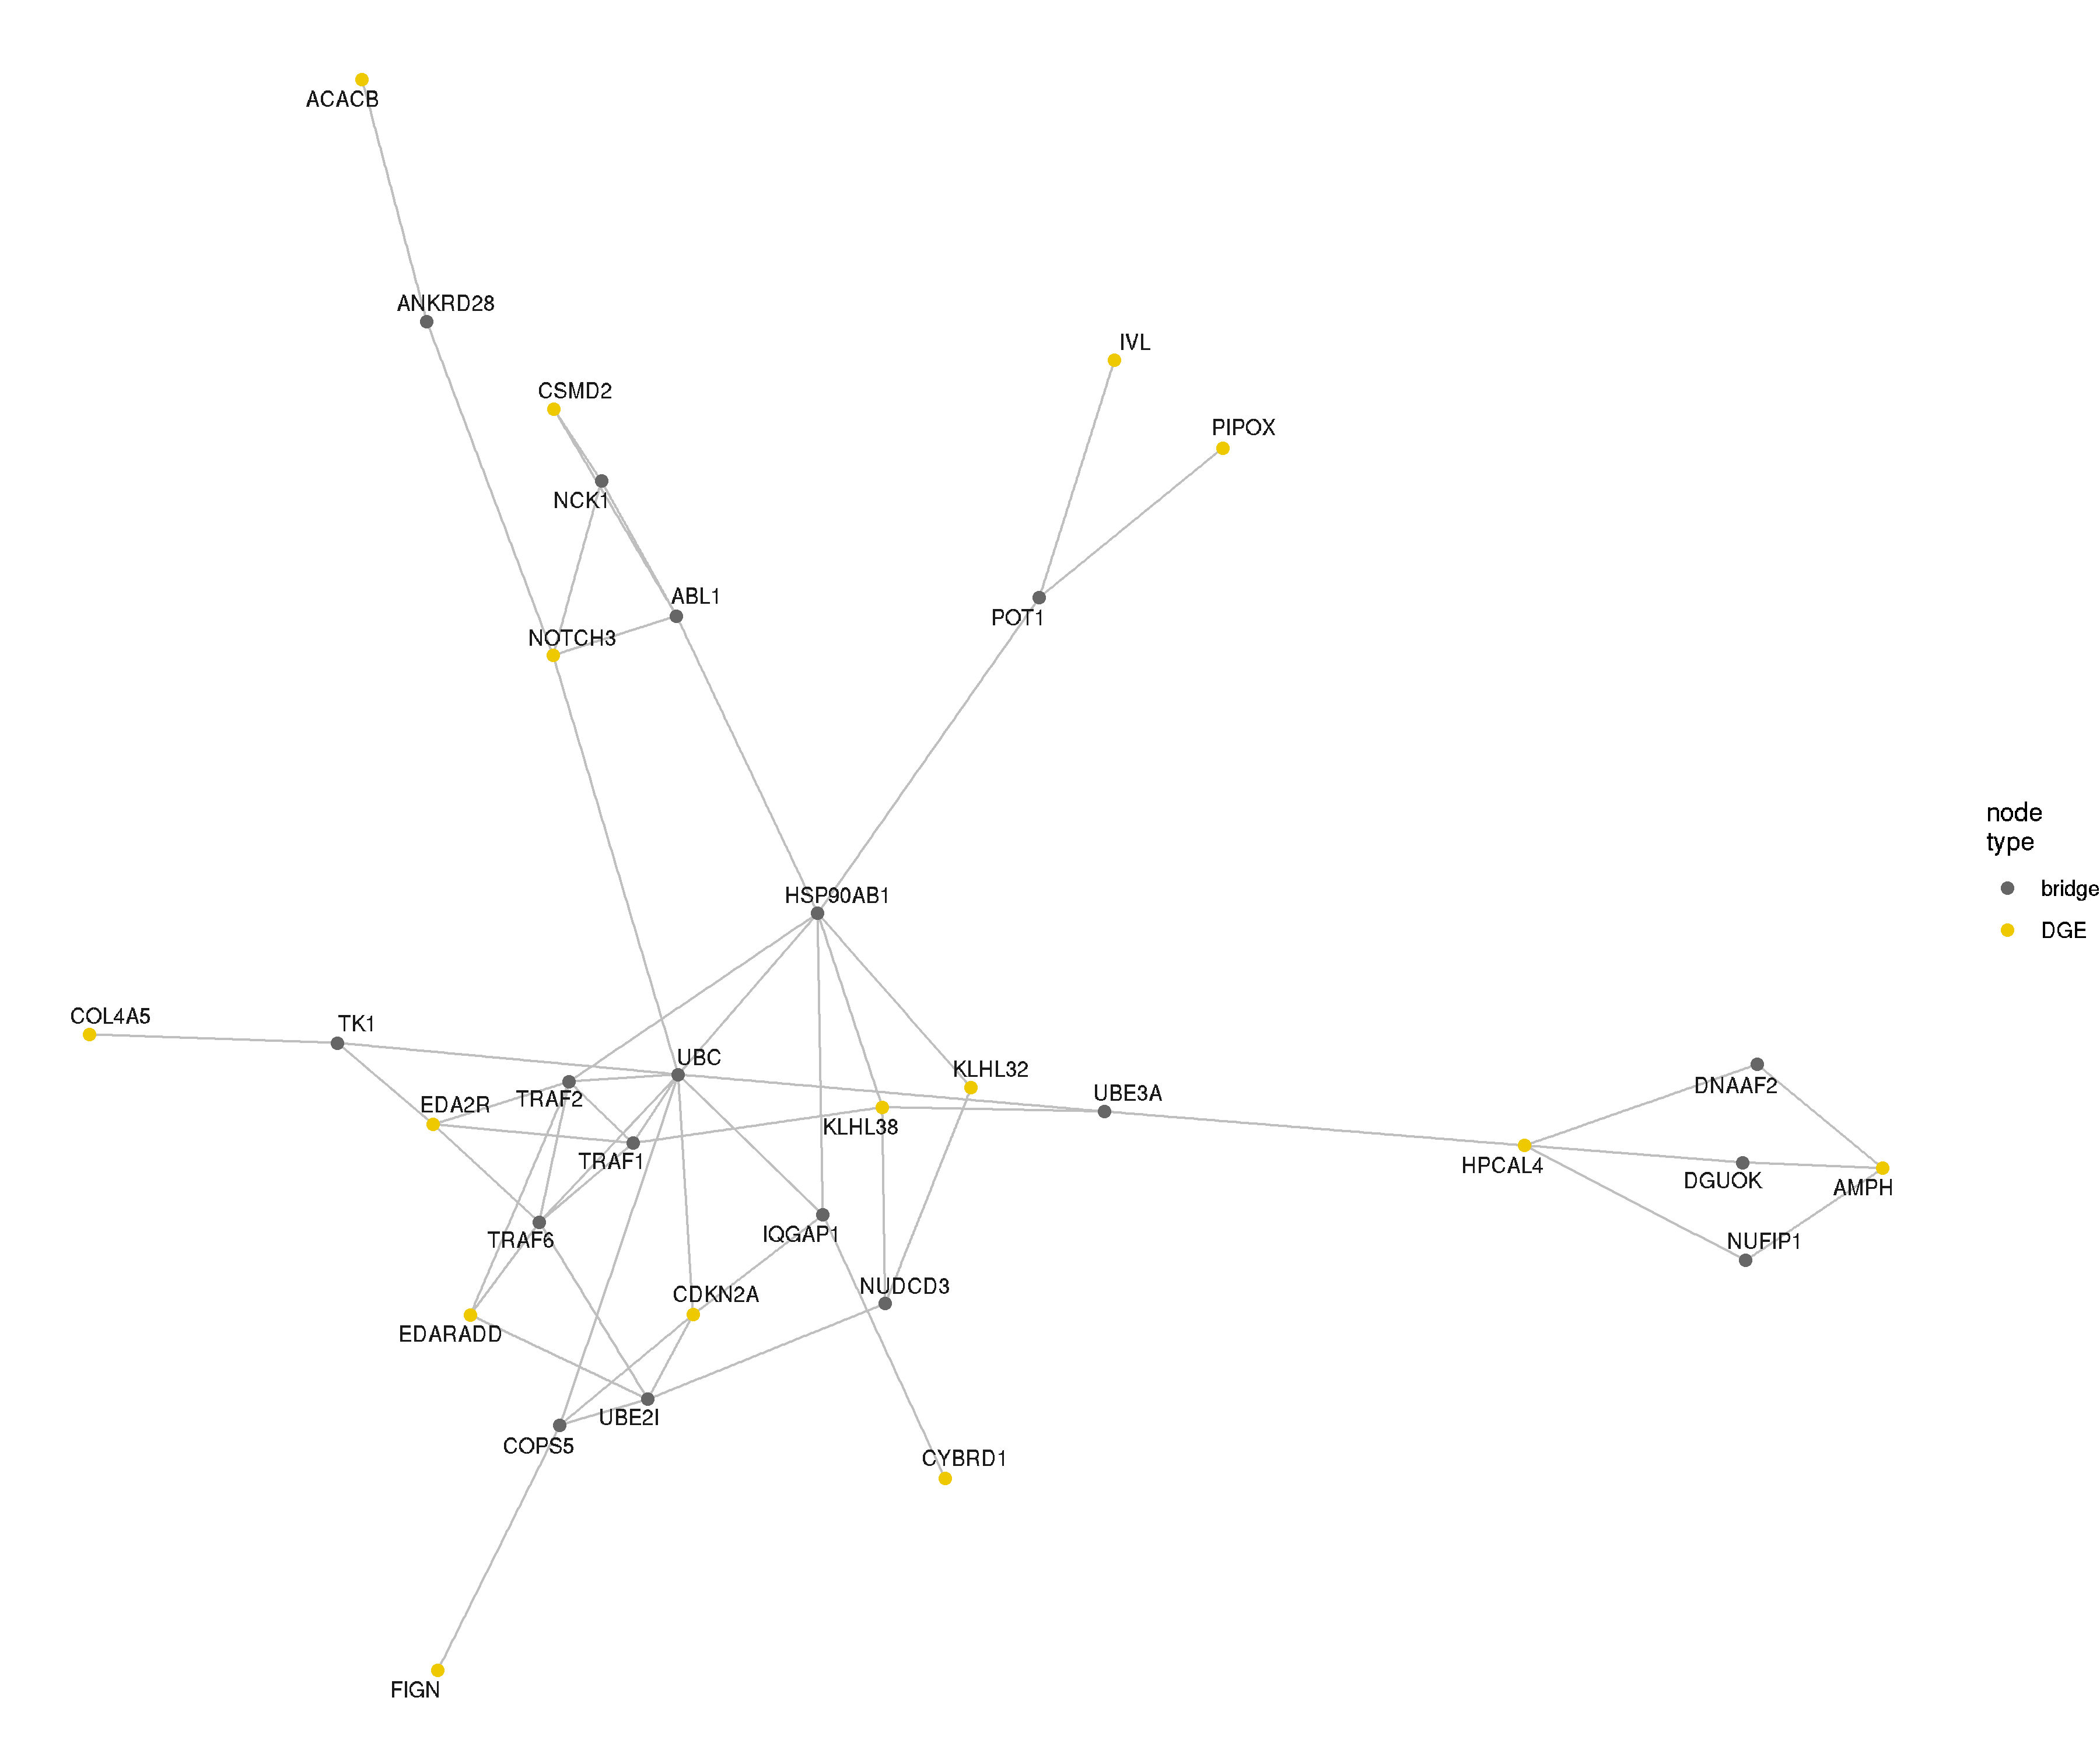 ACACB
ANKRD28
IVL
CSMD2
PIPOX
NCK1
ABL1
POT1
NOTCH3
node
type
bridge
DGE
HSP90AB1
COL4A5
TK1
UBC
KLHL32
DNAAF2
UBE3A
TRAF2
EDA2R
KLHL38
TRAF1
HPCAL4
DGUOK
AMPH
IQGAP1
TRAF6
NUFIP1
NUDCD3
CDKN2A
EDARADD
UBE2I
COPS5
CYBRD1
FIGN